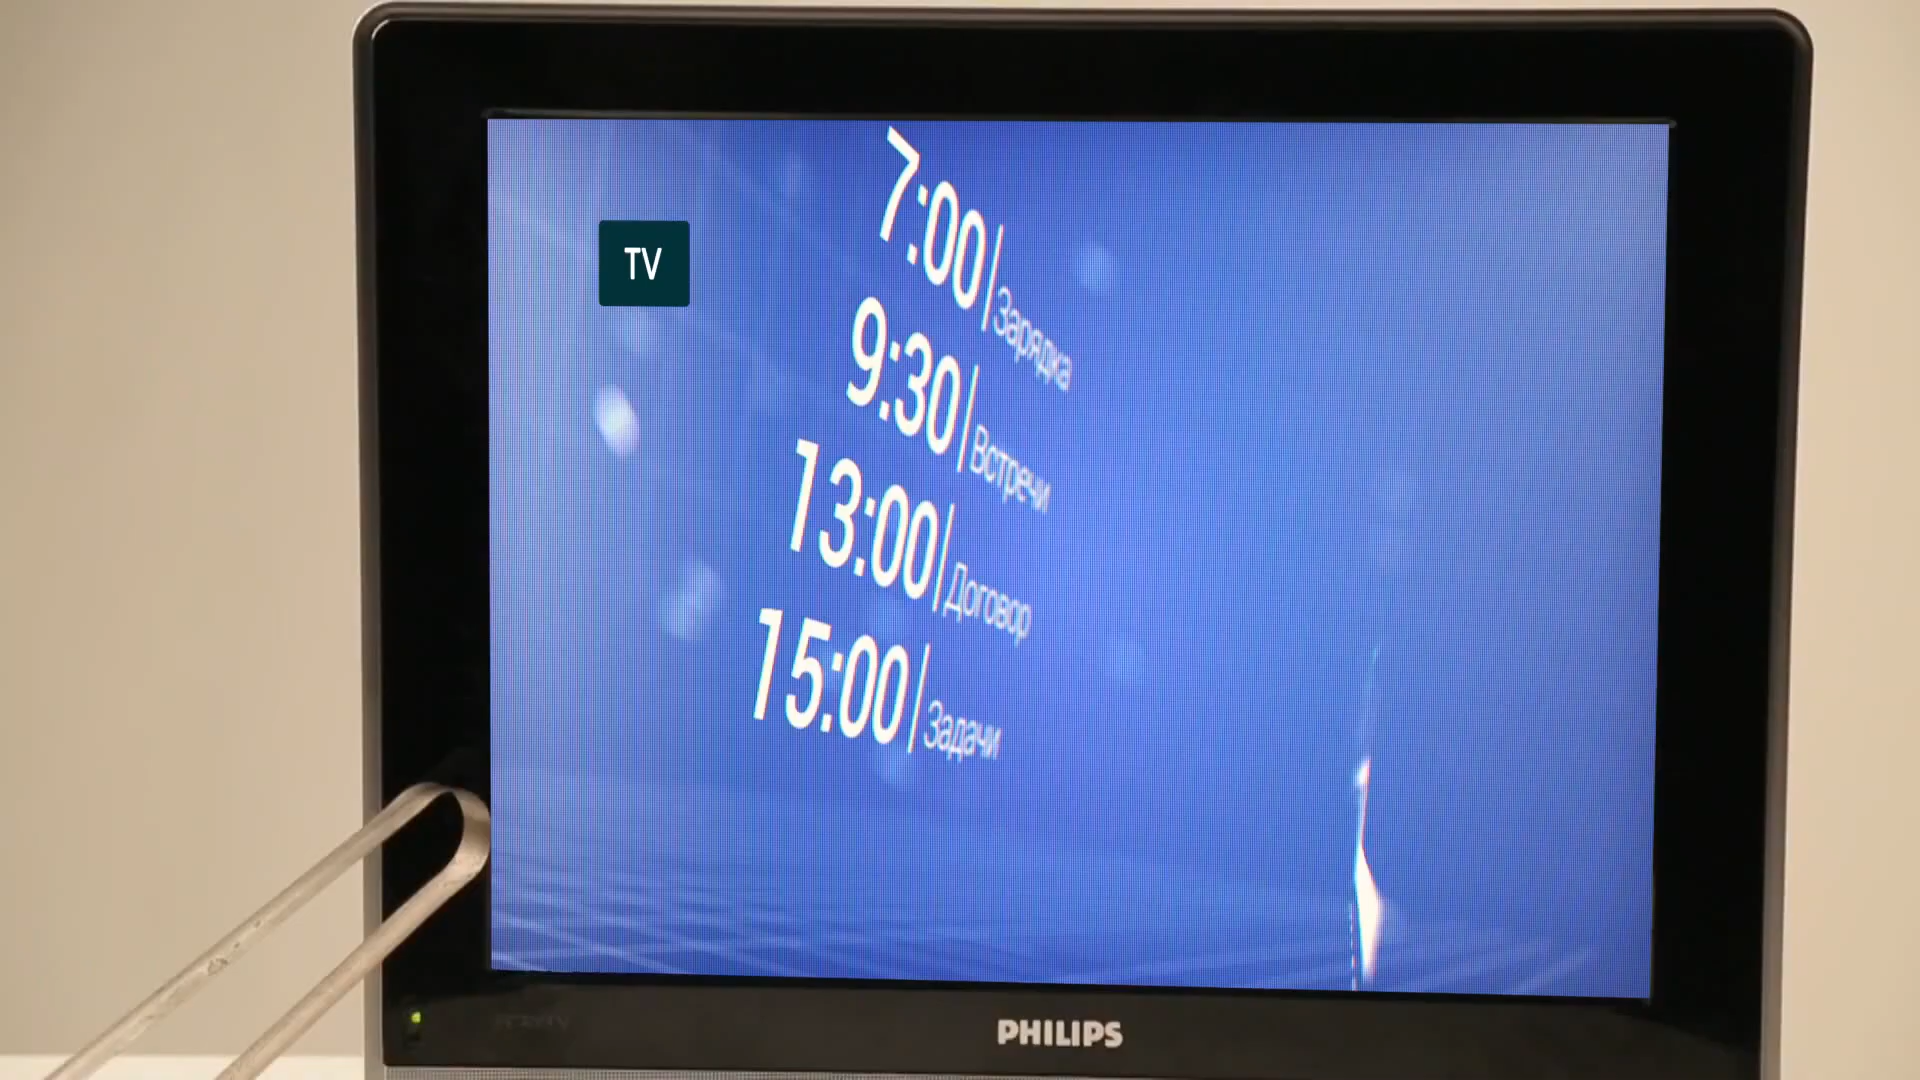 TV
7:00|Зарядка
9:30|Встречи
13:00|Договор
15:00|Задачи
PHILIPS